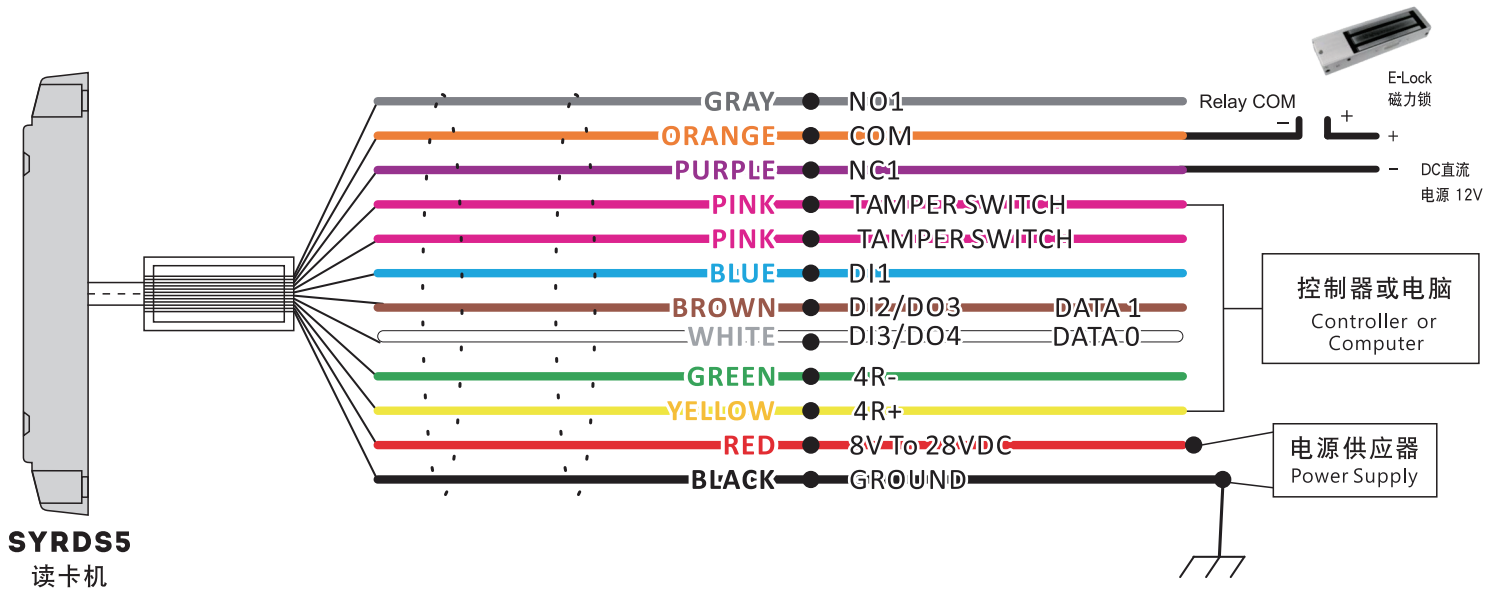 E-Lock
磁力锁
Relay COM
− +
+
GRAY NO1
ORANGE COM
PURPLE NC1
− DC直流
电源 12V
PINK TAMPER SWITCH
PINK TAMPER SWITCH
BLUE DI1
BROWN DI2/DO3 DATA 1
WHITE DI3/DO4 DATA 0
GREEN 4R-
YELLOW 4R+
RED 8V To 28VDC
BLACK GROUND
控制器或电脑
Controller or
Computer
电源供应器
Power Supply
SYRDS5
读卡机